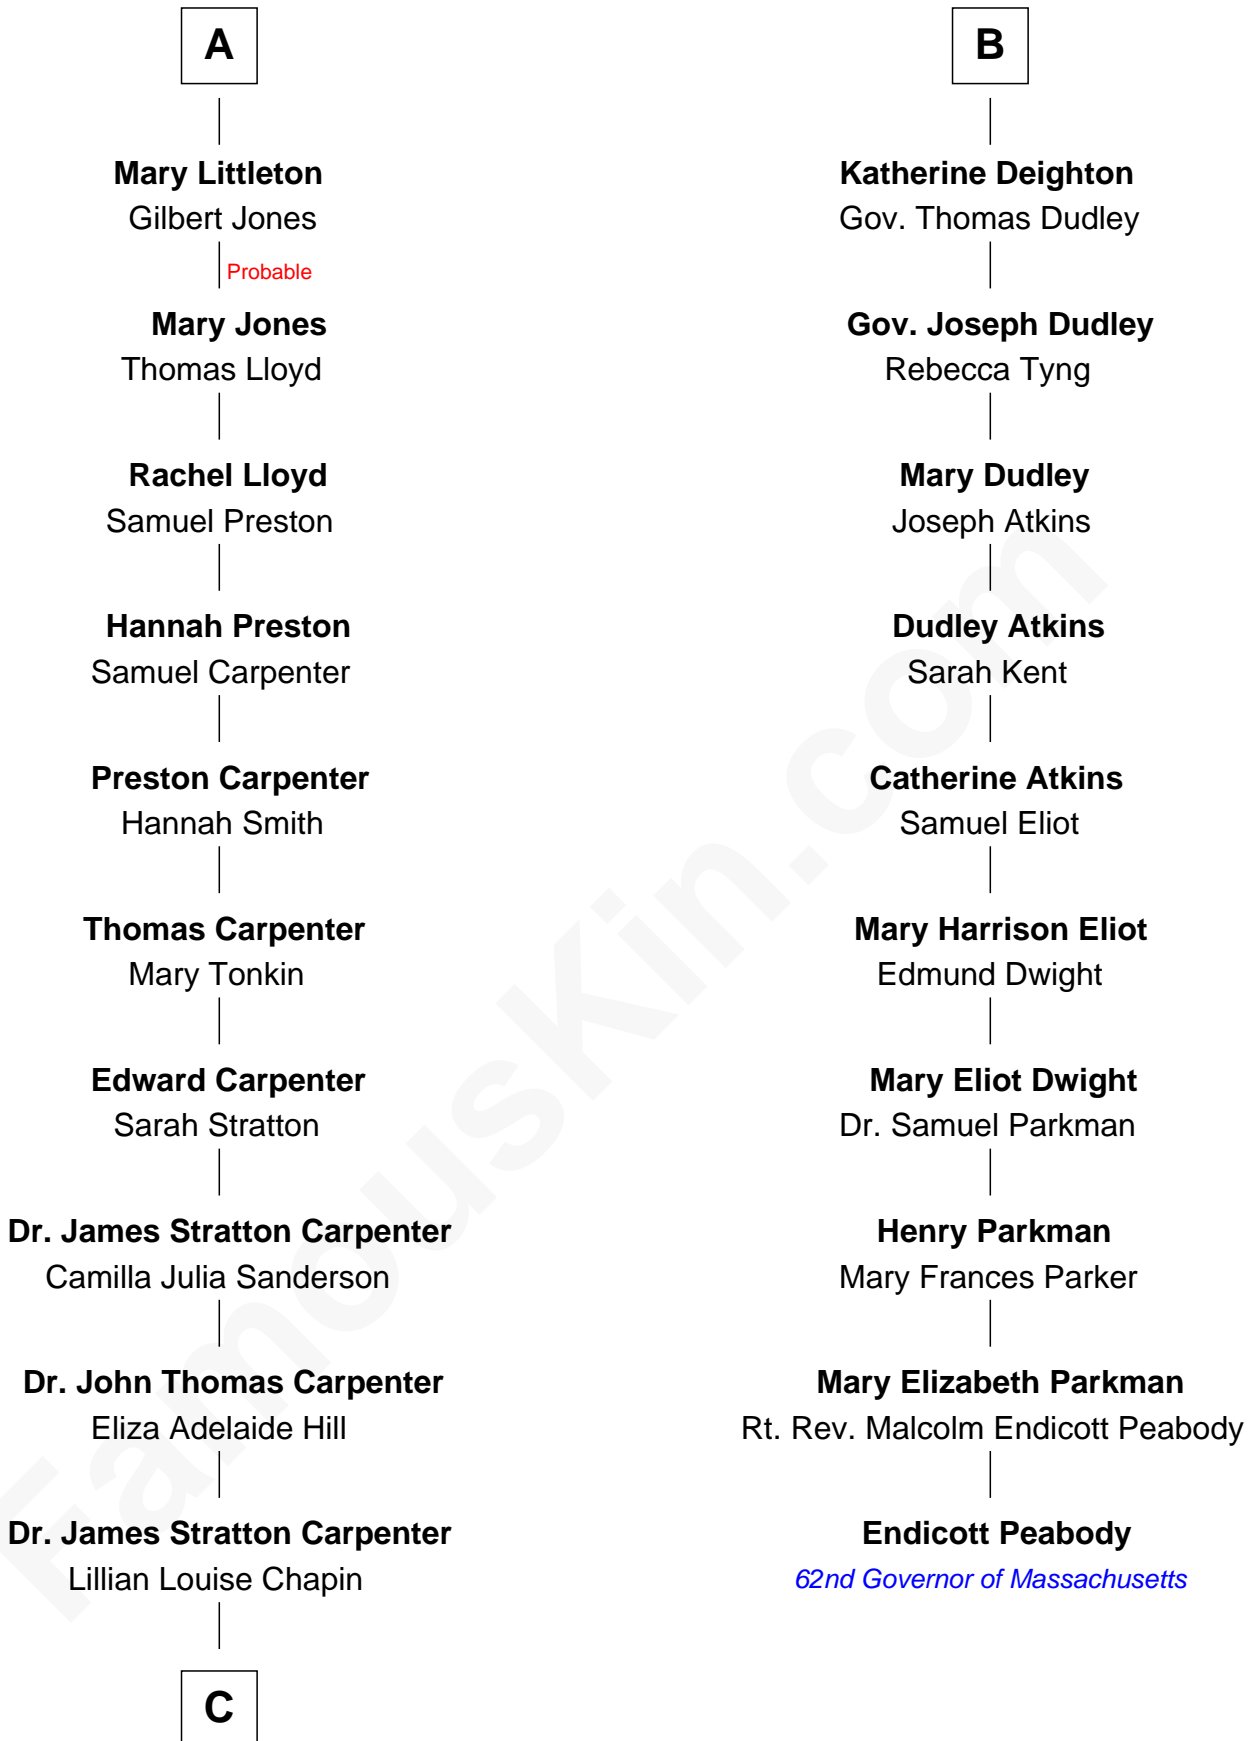 A
Mary Littleton
Gilbert Jones
Probable
Mary Jones
Thomas Lloyd
Rachel Lloyd
Samuel Preston
Hannah Preston
Samuel Carpenter
Preston Carpenter
Hannah Smith
Thomas Carpenter
Mary Tonkin
Edward Carpenter
Sarah Stratton
Dr. James Stratton Carpenter
Camilla Julia Sanderson
Dr. John Thomas Carpenter
Eliza Adelaide Hill
Dr. James Stratton Carpenter
Lillian Louise Chapin
C
B
Katherine Deighton
Gov. Thomas Dudley
Gov. Joseph Dudley
Rebecca Tyng
Mary Dudley
Joseph Atkins
Dudley Atkins
Sarah Kent
Catherine Atkins
Samuel Eliot
Mary Harrison Eliot
Edmund Dwight
Mary Eliot Dwight
Dr. Samuel Parkman
Henry Parkman
Mary Frances Parker
Mary Elizabeth Parkman
Rt. Rev. Malcolm Endicott Peabody
Endicott Peabody
62nd Governor of Massachusetts
FamousKin.com